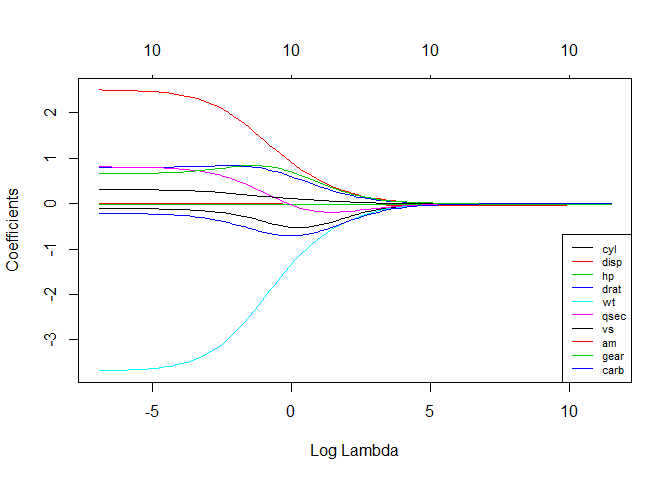 10 10 10 10
2
1
0
-1
-2
-3
Coefficients
cyl
disp
hp
drat
wt
qsec
vs
am
gear
carb
-5 0 5 10
Log Lambda